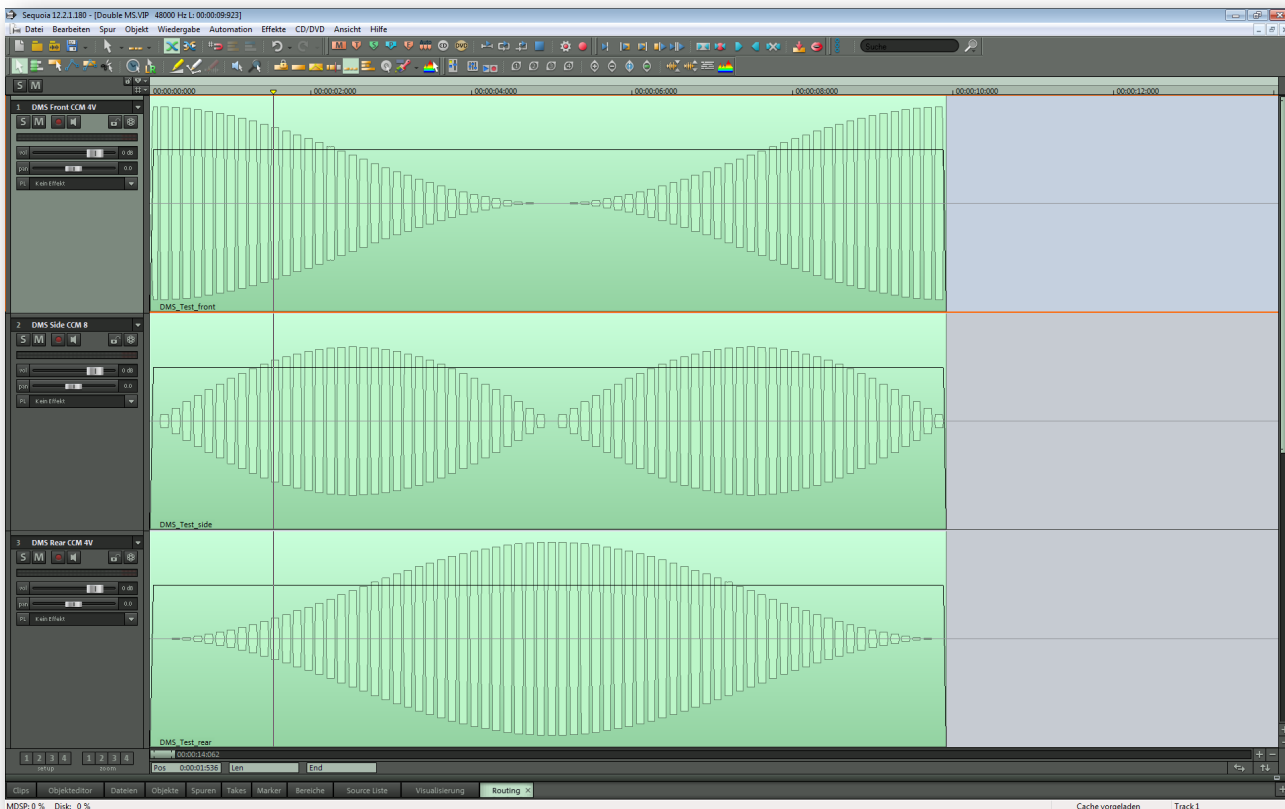 Sequoia 12.2.1.180 - [Double MS.VIP 48000 Hz L: 00:00:09:923]
Datei Bearbeiten Spur Objekt Wiedergabe Automation Effekte CD/DVD Ansicht Hilfe
Suche
S M
00:00:00:000 00:00:02:000 00:00:04:000 00:00:06:000 00:00:08:000 00:00:10:000 00:00:12:000
1 DMS Front CCM 4V
S M
vol 0 dB
pan 0.0
Kein Effekt
DMS_Test_front
2 DMS Side CCM 8
S M
vol 0 dB
pan 0.0
Kein Effekt
DMS_Test_side
3 DMS Rear CCM 4V
S M
vol 0 dB
pan 0.0
Kein Effekt
DMS_Test_rear
00:00:14:062
1 2 3 4 1 2 3 4
setup zoom
Pos 0:00:01:536 Len End
Clips Objekteditor Dateien Objekte Spuren Takes Marker Bereiche Source Liste Visualisierung Routing
MDSP: 0 % Disk: 0 % Cache vorgeladen Track 1